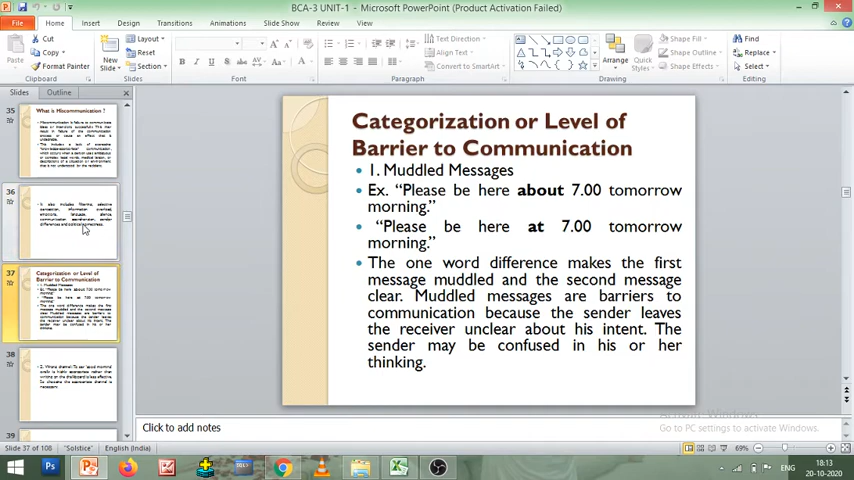 BCA-3 UNIT-1 - Microsoft PowerPoint (Product Activation Failed)
File Home Insert Design Transitions Animations Slide Show Review View
Cut
Copy
Format Painter
Paste
Clipboard
New
Slide
Layout
Reset
Section
Slides
Font
Paragraph
Text Direction
Align Text
Convert to SmartArt
Arrange
Quick
Styles
Shape Fill
Shape Outline
Shape Effects
Drawing
Find
Replace
Select
Editing
Slides Outline
35
What is Miscommunication ?
36
37
Categorization or Level of
Barrier to Communication
38
39
Categorization or Level of
Barrier to Communication
• 1. Muddled Messages
• Ex. “Please be here about 7.00 tomorrow
morning.”
• “Please be here at 7.00 tomorrow
morning.”
• The one word difference makes the first
message muddled and the second message
clear. Muddled messages are barriers to
communication because the sender leaves
the receiver unclear about his intent. The
sender may be confused in his or her
thinking.
Click to add notes
Activate Windows
Go to PC settings to activate Windows.
Slide 37 of 108 "Solstice" English (India) 69%
ENG 18:13
20-10-2020